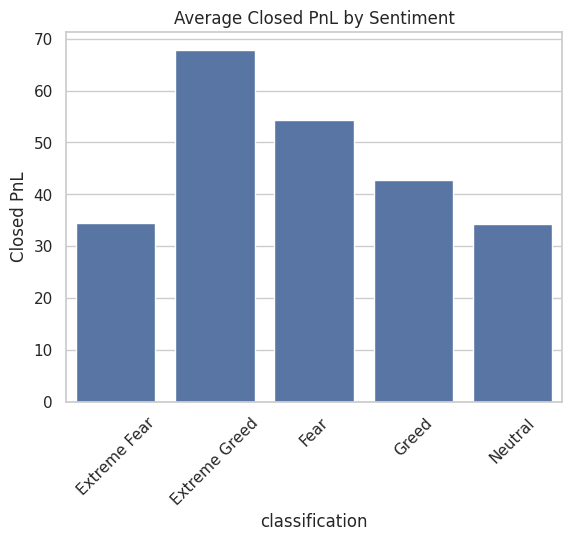 Average Closed PnL by Sentiment
Closed PnL
70
60
50
40
30
20
10
0
Extreme Fear
Extreme Greed
Fear
Greed
Neutral
classification